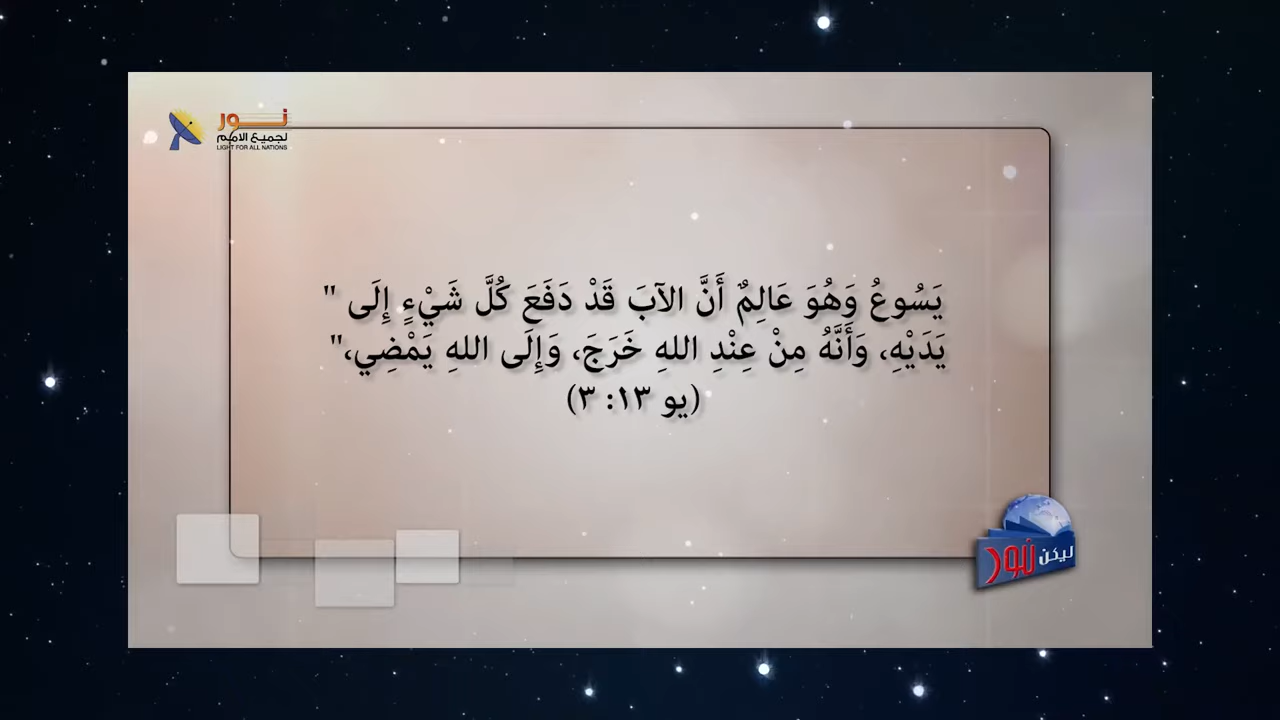 نور
لجميع الامم
LIGHT FOR ALL NATIONS
يَسُوعُ وَهُوَ عَالِمٌ أَنَّ الآبَ قَدْ دَفَعَ كُلَّ شَيْءٍ إِلَى "
يَدَيْهِ، وَأَنَّهُ مِنْ عِنْدِ اللهِ خَرَجَ، وَإِلَى اللهِ يَمْضِي،"
(يو ١٣: ٣)
ليكن نور